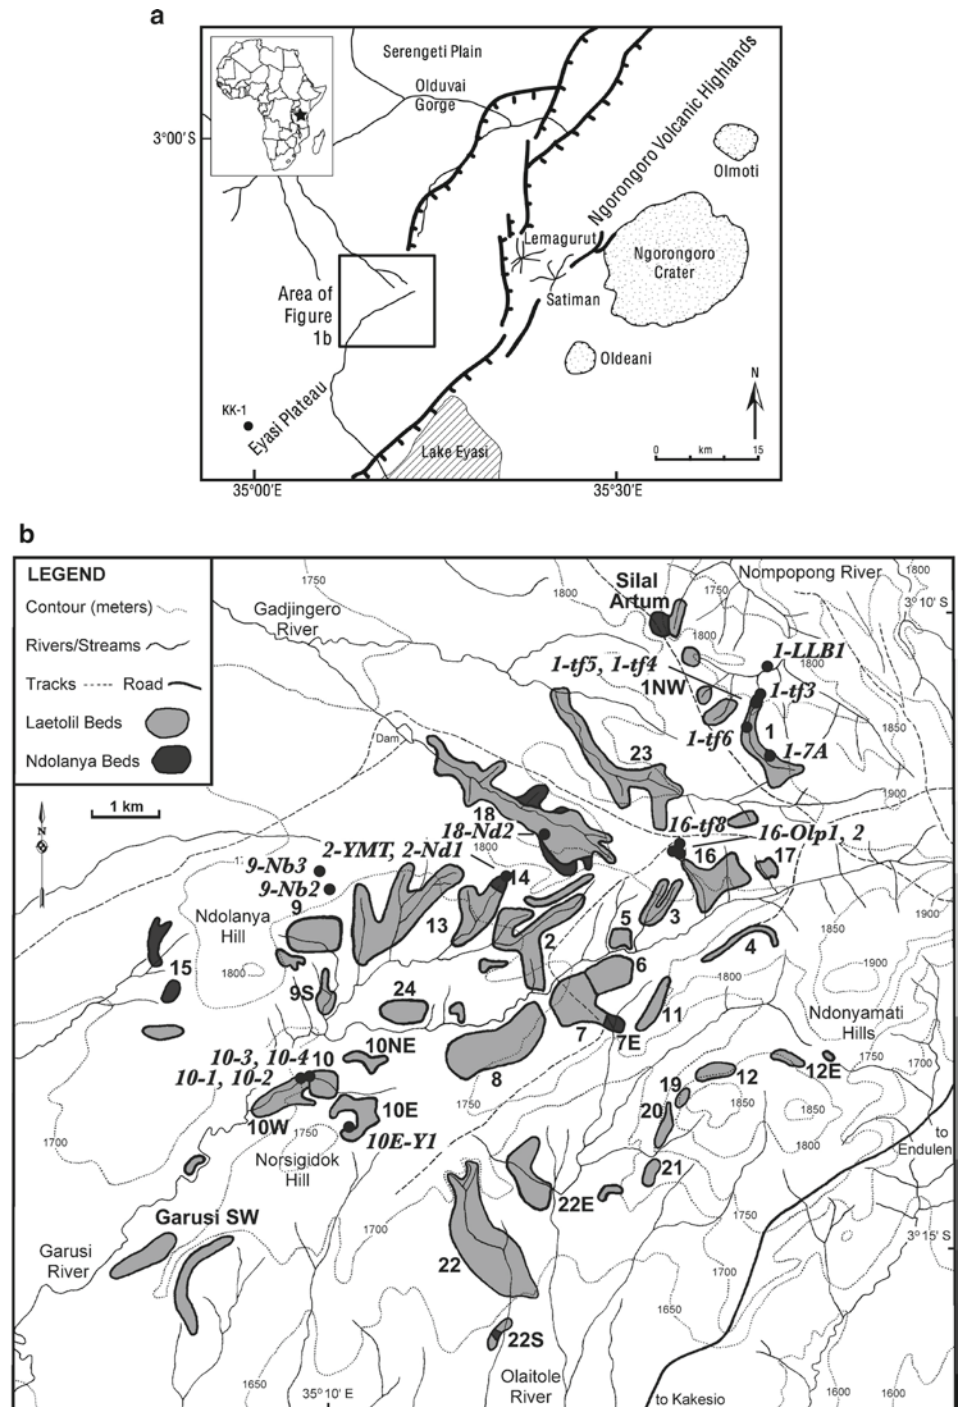 a
Serengeti Plain
Olduvai
Gorge
3°00'S
Ngorongoro Volcanic Highlands
Olmoti
Lemagurut
Ngorongoro
Crater
Area of
Figure
1b
Satiman
Oldeani
N
KK-1
Eyasi Plateau
Lake Eyasi
0 km 15
35°00'E
35°30'E
b
LEGEND
Contour (meters)
Rivers/Streams
Tracks Road
Laetolil Beds
Ndolanya Beds
1 km
N
1750
1800
Gadjingero
River
Silal
Artum
1750
Nompopong River
1800
3° 10' S
1800
1-LLB1
1800
1-tf5, 1-tf4
1NW
1-tf3
1-tf6
1
1850
1-7A
Dam
23
1900
18
18-Nd2
1800
16-tf8
16-Olp1, 2
16
17
2-YMT, 2-Nd1
14
9-Nb3
9-Nb2
9
Ndolanya
Hill
13
2
5
3
4
1900
1850
15
1800
9S
24
6
7
7E
11
1800
1900
Ndonyamati
Hills
10NE
10-3, 10-4
10
10-1, 10-2
8
1750
12
12E
1750
1700
19
20
1850
1850
10W
1750
10E
10E-Y1
1700
Norsigidok
Hill
1800
to
Endulen
21
22E
Garusi SW
1700
1750
3° 15' S
Garusi
River
22
1700
1650
22S
1650
35° 10' E
Olaitole
River
to Kakesio
1600
1600